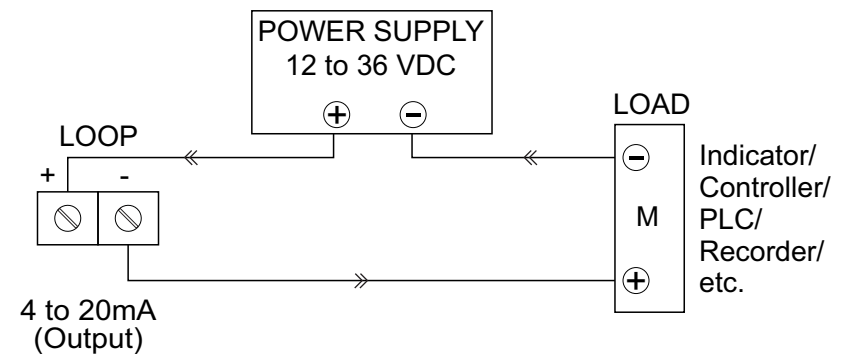 POWER SUPPLY
12 to 36 VDC
+ -
LOAD
LOOP
+ -
-
M
+
Indicator/
Controller/
PLC/
Recorder/
etc.
4 to 20mA
(Output)